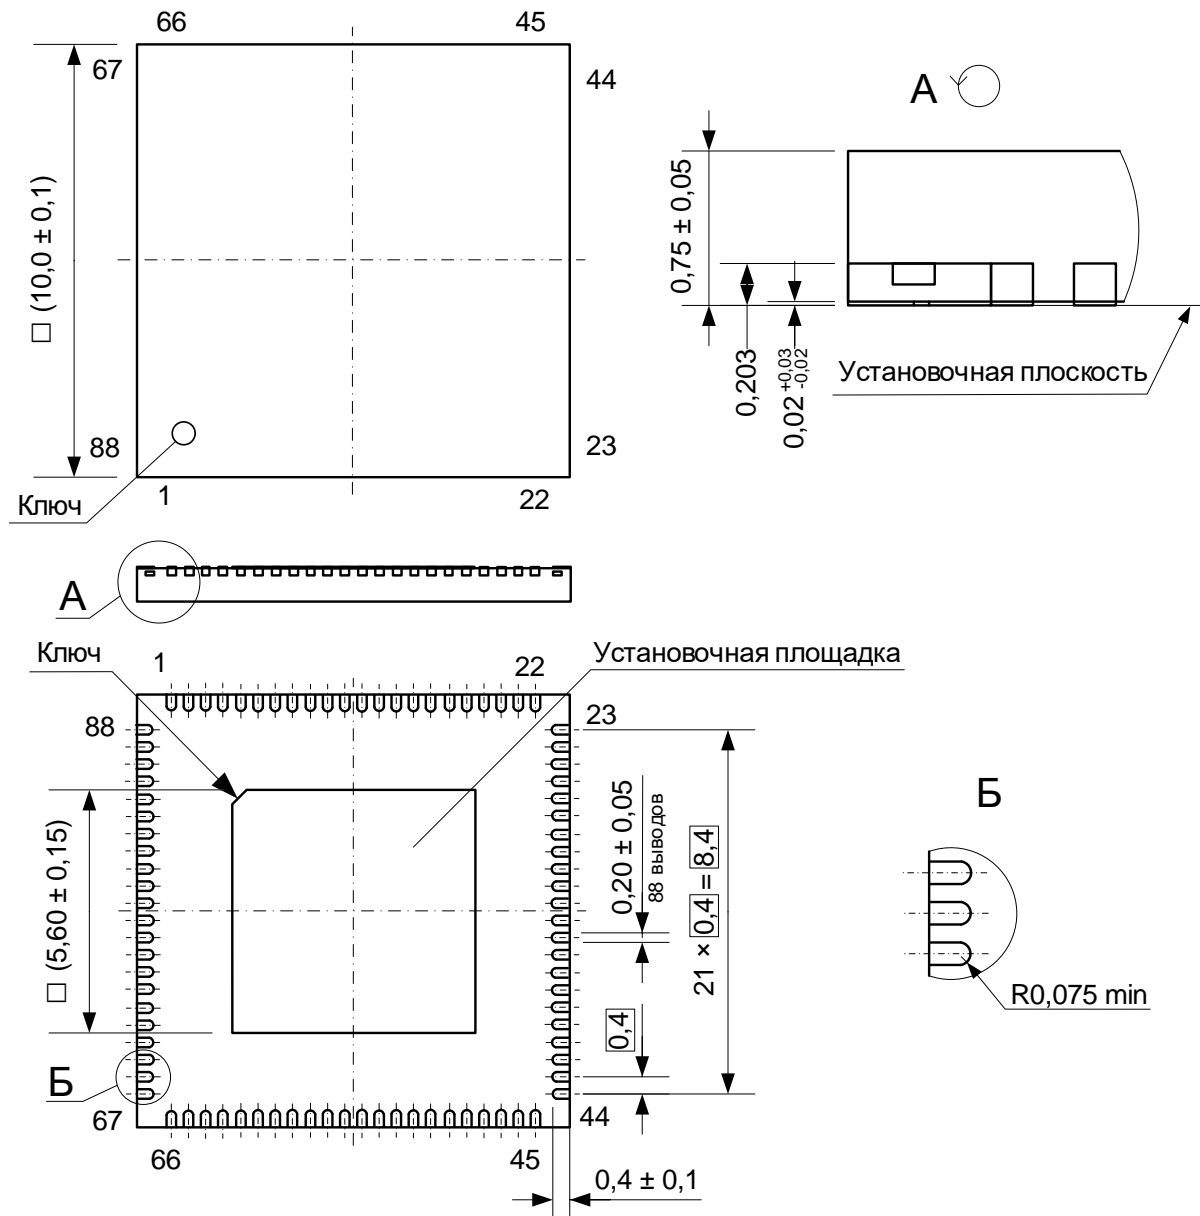 66
45
67
44
□ (10,0 ± 0,1)
88
23
1
22
Ключ
А
0,75 ± 0,05
0,203
0,02 +0,03 -0,02
Установочная плоскость
А
Ключ
1
22
Установочная площадка
88
23
□ (5,60 ± 0,15)
0,20 ± 0,05
88 выводов
21 × 0,4 = 8,4
0,4
Б
67
44
66
45
0,4 ± 0,1
Б
R0,075 min